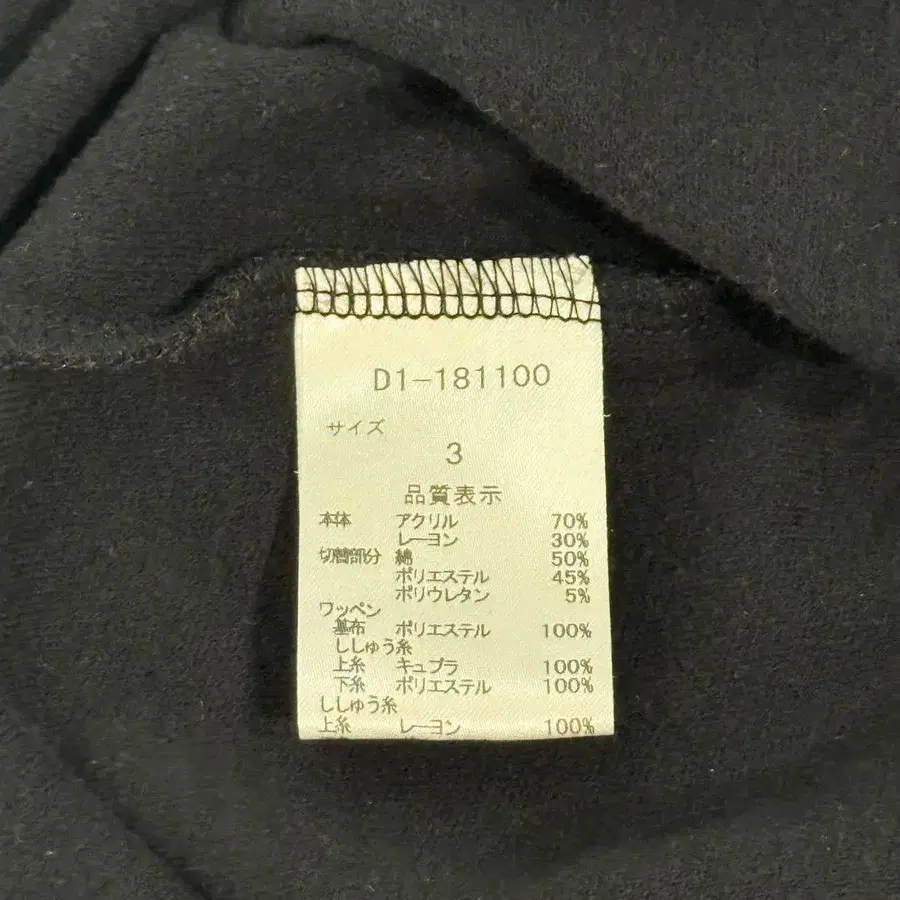 D1-181100
サイズ
3
品質表示
本体 アクリル 70%
レーヨン 30%
切替部分 綿 50%
ポリエステル 45%
ポリウレタン 5%
ワッペン
基布 ポリエステル 100%
ししゅう糸
上糸 キュプラ 100%
下糸 ポリエステル 100%
ししゅう糸
上糸 レーヨン 100%